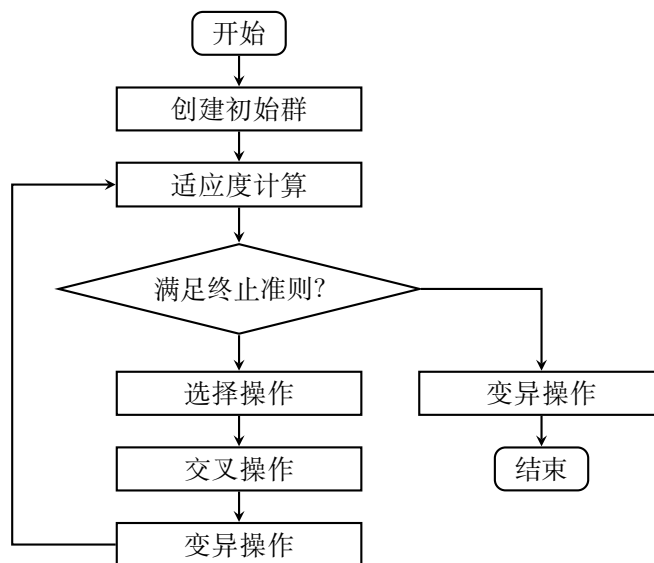 开始
创建初始群
适应度计算
满足终止准则?
选择操作
变异操作
交叉操作
结束
变异操作